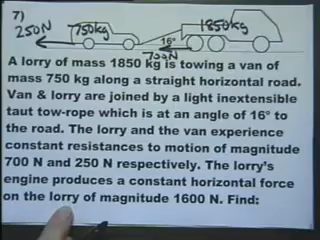 7)
250N 750kg 16° 1850kg
700N
A lorry of mass 1850 kg is towing a van of
mass 750 kg along a straight horizontal road.
Van & lorry are joined by a light inextensible
taut tow-rope which is at an angle of 16° to
the road. The lorry and the van experience
constant resistances to motion of magnitude
700 N and 250 N respectively. The lorry's
engine produces a constant horizontal force
on the lorry of magnitude 1600 N. Find: